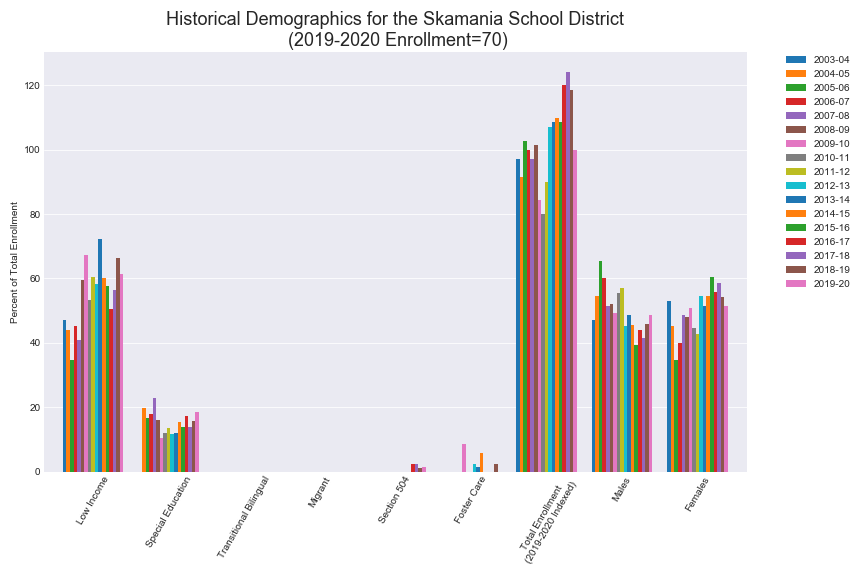 Historical Demographics for the Skamania School District
(2019-2020 Enrollment=70)
Percent of Total Enrollment
120
100
80
60
40
20
0
Low Income
Special Education
Transitional Bilingual
Migrant
Section 504
Foster Care
Total Enrollment
(2019-2020 Indexed)
Males
Females
2003-04
2004-05
2005-06
2006-07
2007-08
2008-09
2009-10
2010-11
2011-12
2012-13
2013-14
2014-15
2015-16
2016-17
2017-18
2018-19
2019-20